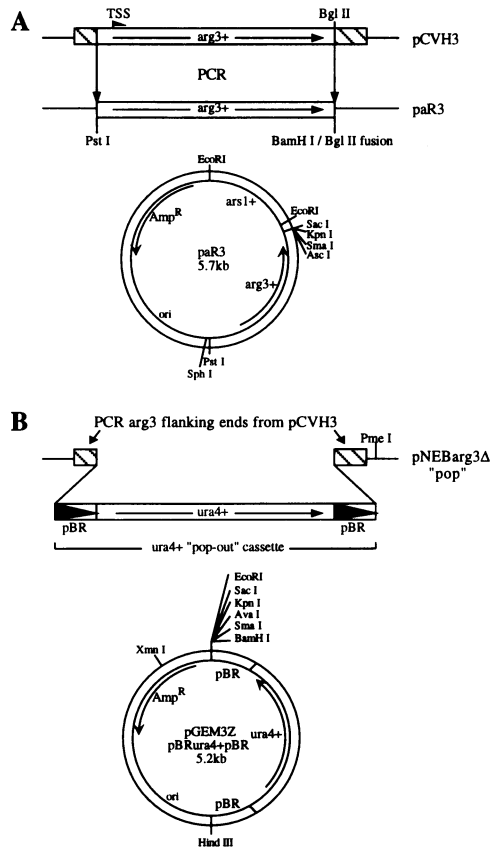 A
TSS
Bgl II
arg3+
pCVH3
PCR
arg3+
paR3
Pst I
BamH I / Bgl II fusion
EcoRI
Amp^R
ars1+
EcoRI
Sac I
Kpn I
Sma I
Asc I
paR3
5.7kb
arg3+
ori
Pst I
Sph I
B
PCR arg3 flanking ends from pCVH3
Pme I
pNEBarg3Δ
"pop"
ura4+
pBR
pBR
ura4+ "pop-out" cassette
EcoRI
Sac I
Kpn I
Ava I
Sma I
BamH I
Xmn I
pBR
Amp^R
pGEM3Z
pBRura4+pBR
5.2kb
ura4+
ori
pBR
Hind III